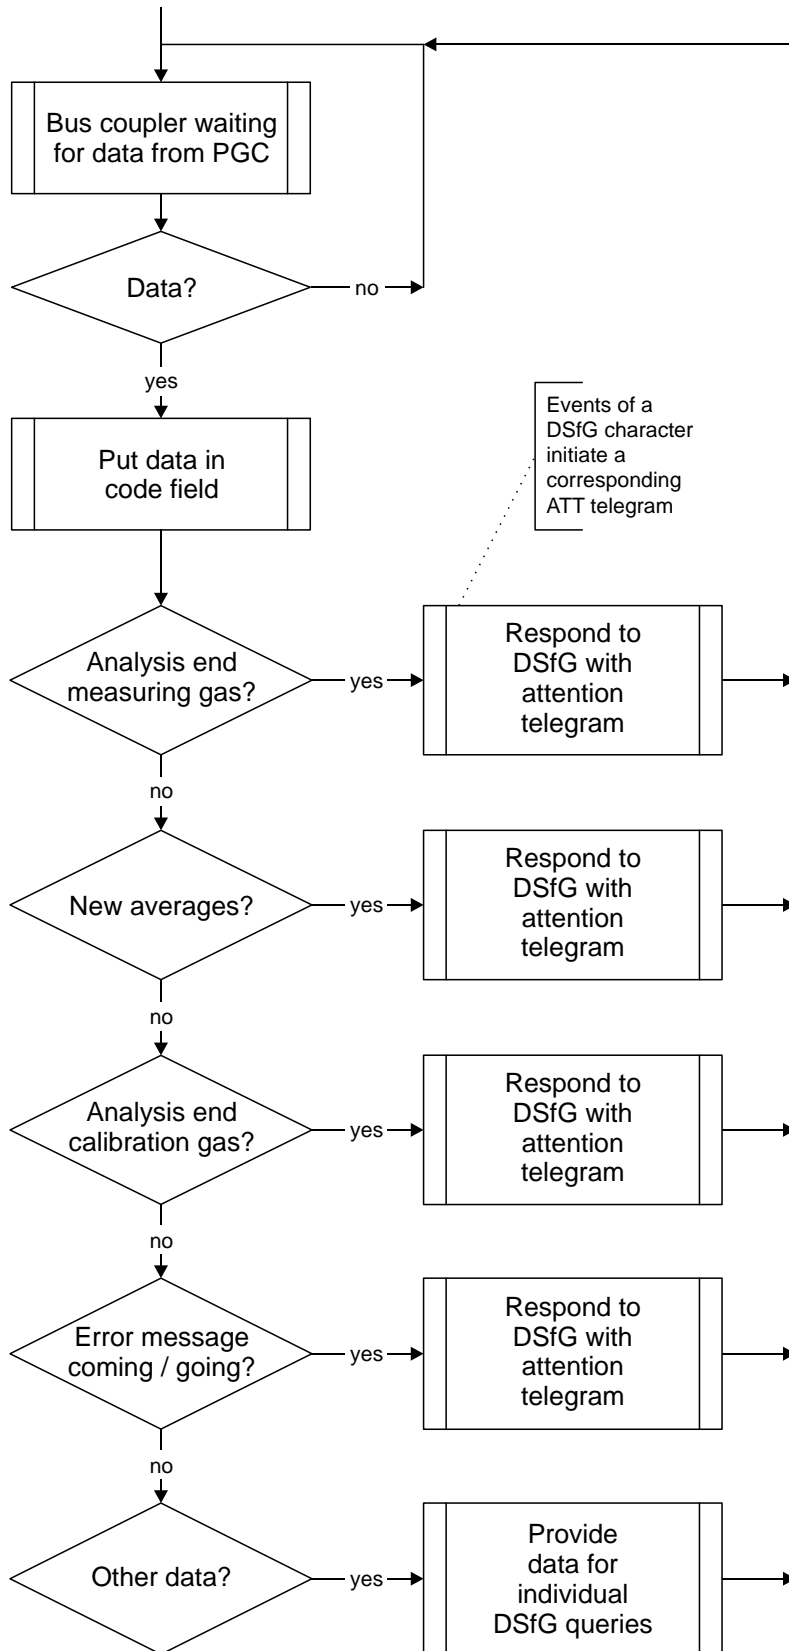 Bus coupler waiting
for data from PGC
Data?
no
yes
Put data in
code field
Events of a
DSfG character
initiate a
corresponding
ATT telegram
Analysis end
measuring gas?
yes
Respond to
DSfG with
attention
telegram
no
New averages?
yes
Respond to
DSfG with
attention
telegram
no
Analysis end
calibration gas?
yes
Respond to
DSfG with
attention
telegram
no
Error message
coming / going?
yes
Respond to
DSfG with
attention
telegram
no
Other data?
yes
Provide
data for
individual
DSfG queries